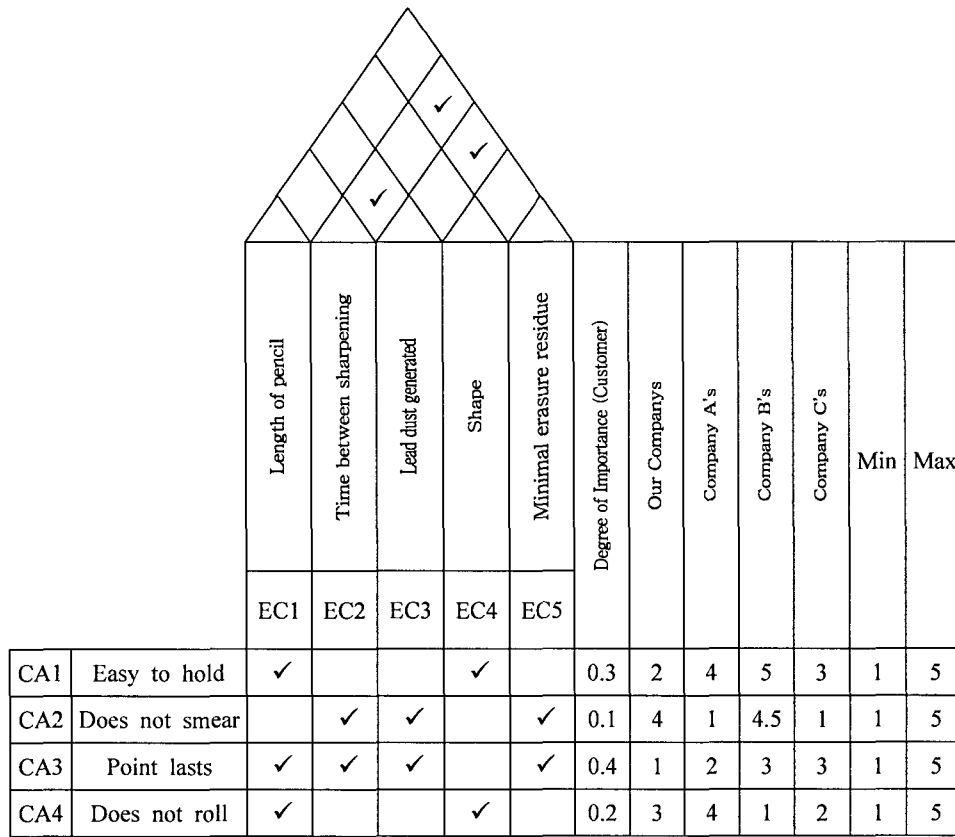 ✓
✓
✓
Length of pencil
Time between sharpening
Lead dust generated
Shape
Minimal erasure residue
Degree of Importance (Customer)
Our Companys
Company A's
Company B's
Company C's
Min
Max
EC1 EC2 EC3 EC4 EC5
CA1 Easy to hold ✓ ✓ 0.3 2 4 5 3 1 5
CA2 Does not smear ✓ ✓ ✓ 0.1 4 1 4.5 1 1 5
CA3 Point lasts ✓ ✓ ✓ ✓ 0.4 1 2 3 3 1 5
CA4 Does not roll ✓ ✓ 0.2 3 4 1 2 1 5